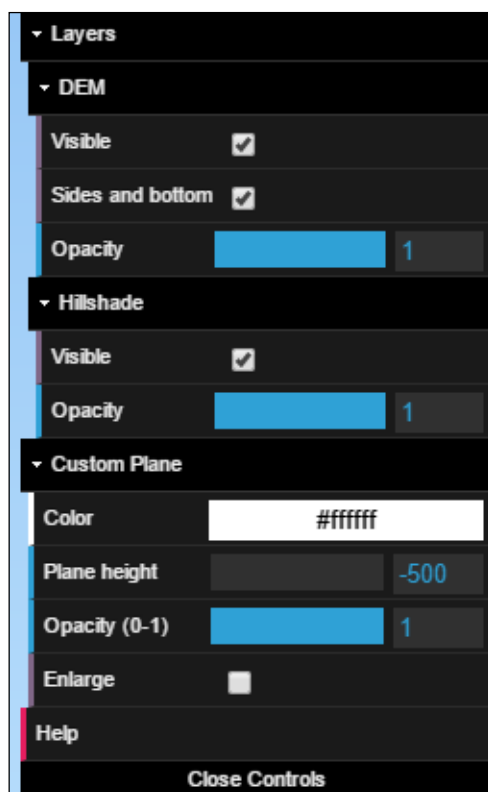 Layers
DEM
Visible
Sides and bottom
Opacity 1
Hillshade
Visible
Opacity 1
Custom Plane
Color #ffffff
Plane height -500
Opacity (0-1) 1
Enlarge
Help
Close Controls